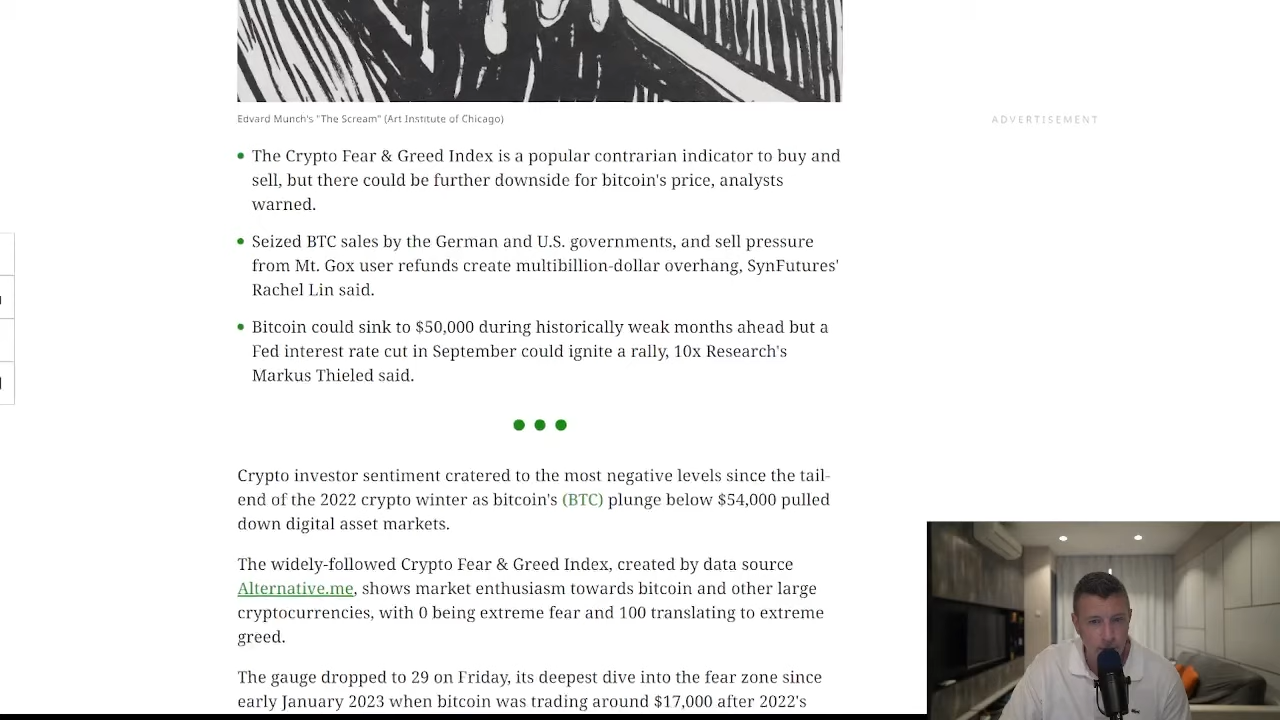 Edvard Munch's "The Scream" (Art Institute of Chicago)
ADVERTISEMENT
The Crypto Fear & Greed Index is a popular contrarian indicator to buy and
sell, but there could be further downside for bitcoin's price, analysts
warned.
Seized BTC sales by the German and U.S. governments, and sell pressure
from Mt. Gox user refunds create multibillion-dollar overhang, SynFutures'
Rachel Lin said.
Bitcoin could sink to $50,000 during historically weak months ahead but a
Fed interest rate cut in September could ignite a rally, 10x Research's
Markus Thieled said.
Crypto investor sentiment cratered to the most negative levels since the tail-
end of the 2022 crypto winter as bitcoin's (BTC) plunge below $54,000 pulled
down digital asset markets.
The widely-followed Crypto Fear & Greed Index, created by data source
Alternative.me, shows market enthusiasm towards bitcoin and other large
cryptocurrencies, with 0 being extreme fear and 100 translating to extreme
greed.
The gauge dropped to 29 on Friday, its deepest dive into the fear zone since
early January 2023 when bitcoin was trading around $17,000 after 2022's